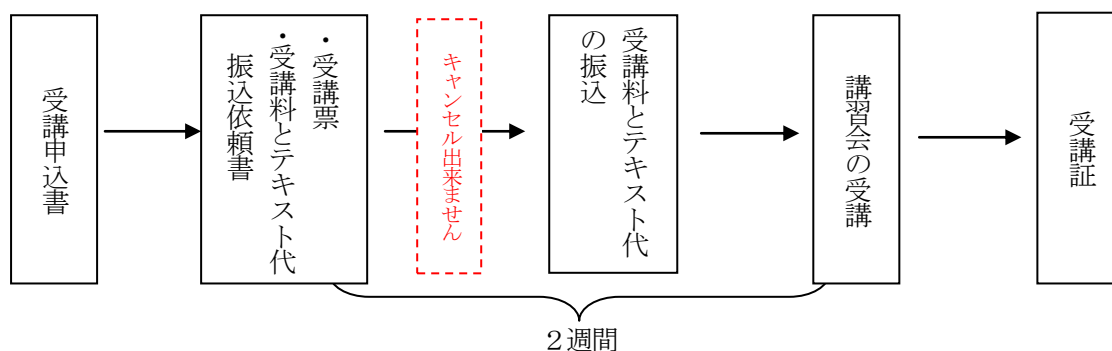 受講申込書
・受講票
・受講料とテキスト代
振込依頼書
キャンセル出来ません
受講料とテキスト代
の振込
講習会の受講
受講証
２週間